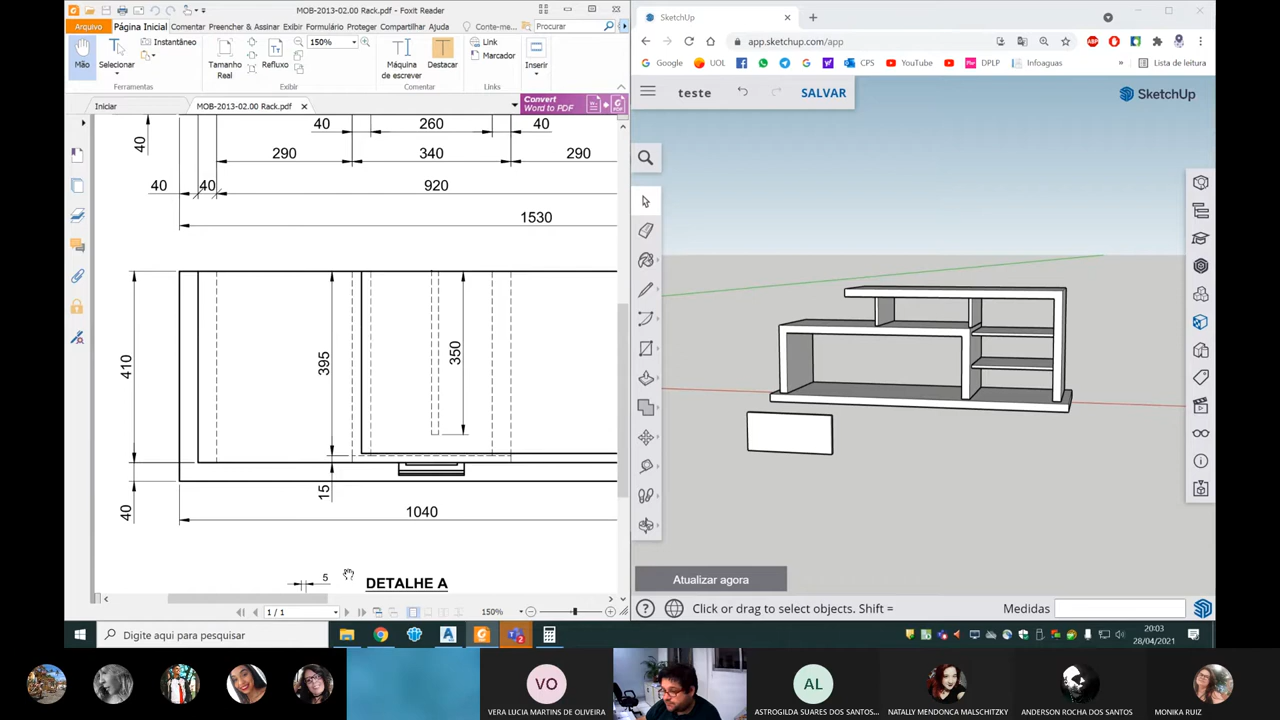 MOB-2013-02.00 Rack.pdf - Foxit Reader
Arquivo
Página Inicial
Comentar
Preencher & Assinar
Exibir
Formulário
Proteger
Compartilhar
Ajuda
Conte-me...
Procurar
Mão
Selecionar
Instantâneo
Tamanho Real
Refluxo
150%
Máquina de escrever
Destacar
Link
Marcador
Inserir
Ferramentas
Exibir
Comentar
Links
Iniciar
MOB-2013-02.00 Rack.pdf
Convert
Word to PDF
40
260
40
40
290
340
290
40
40
920
1530
410
395
350
15
40
1040
5
DETALHE A
1 / 1
150%
SketchUp
app.sketchup.com/app
ABP
Google
UOL
CPS
YouTube
DPLP
Infoaguas
»
Lista de leitura
teste
SALVAR
SketchUp
Atualizar agora
Click or drag to select objects. Shift =
Medidas
Digite aqui para pesquisar
20:03
28/04/2021
VO
VERA LUCIA MARTINS DE OLIVEIRA
AL
ASTROGILDA SUARES DOS SANTOS...
NATALLY MENDONCA MALSCHITZKY
ANDERSON ROCHA DOS SANTOS
MONIKA RUIZ